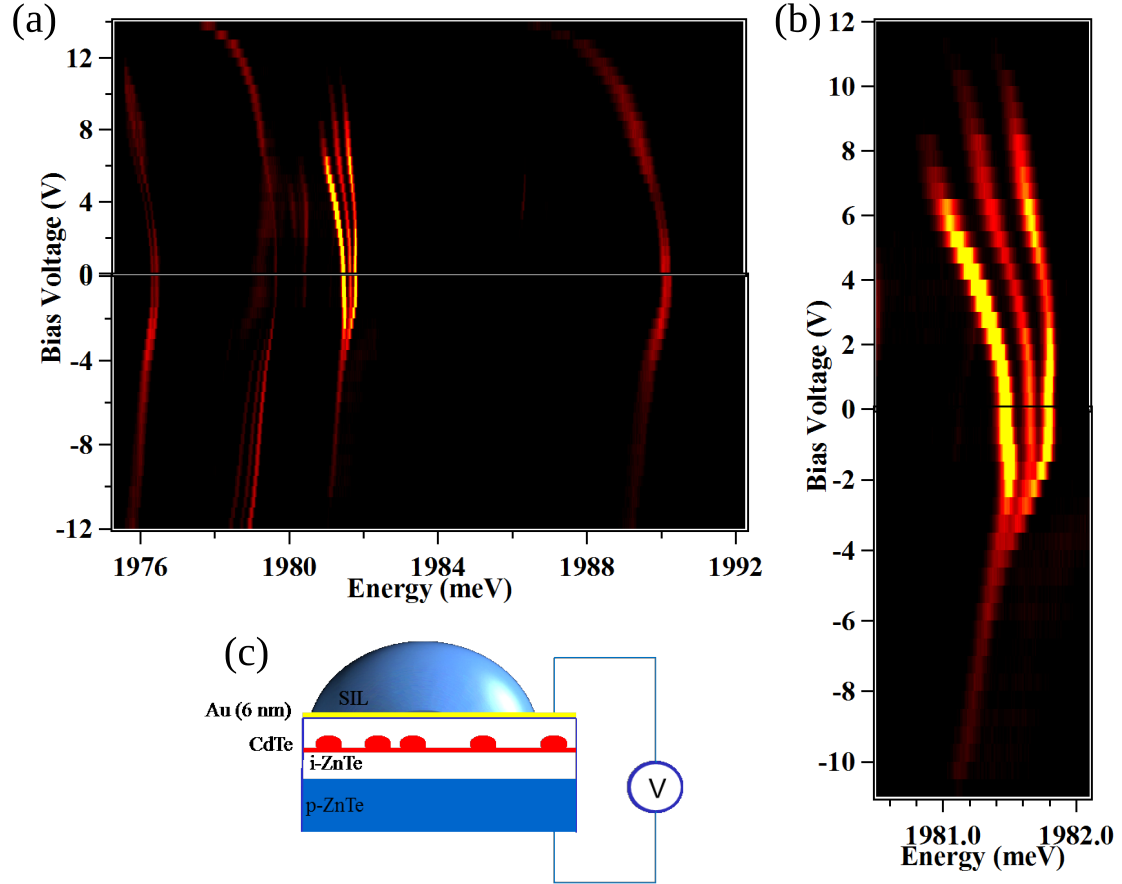 (a)
12
8
4
0
0
-4
-8
-12
Bias Voltage (V)
1976 1980 1984 1988 1992
Energy (meV)
(b)
12
10
8
6
4
2
0
-2
-4
-6
-8
-10
Bias Voltage (V)
1981.0 1982.0
Energy (meV)
(c)
SIL
Au (6 nm)
CdTe
i-ZnTe
p-ZnTe
V